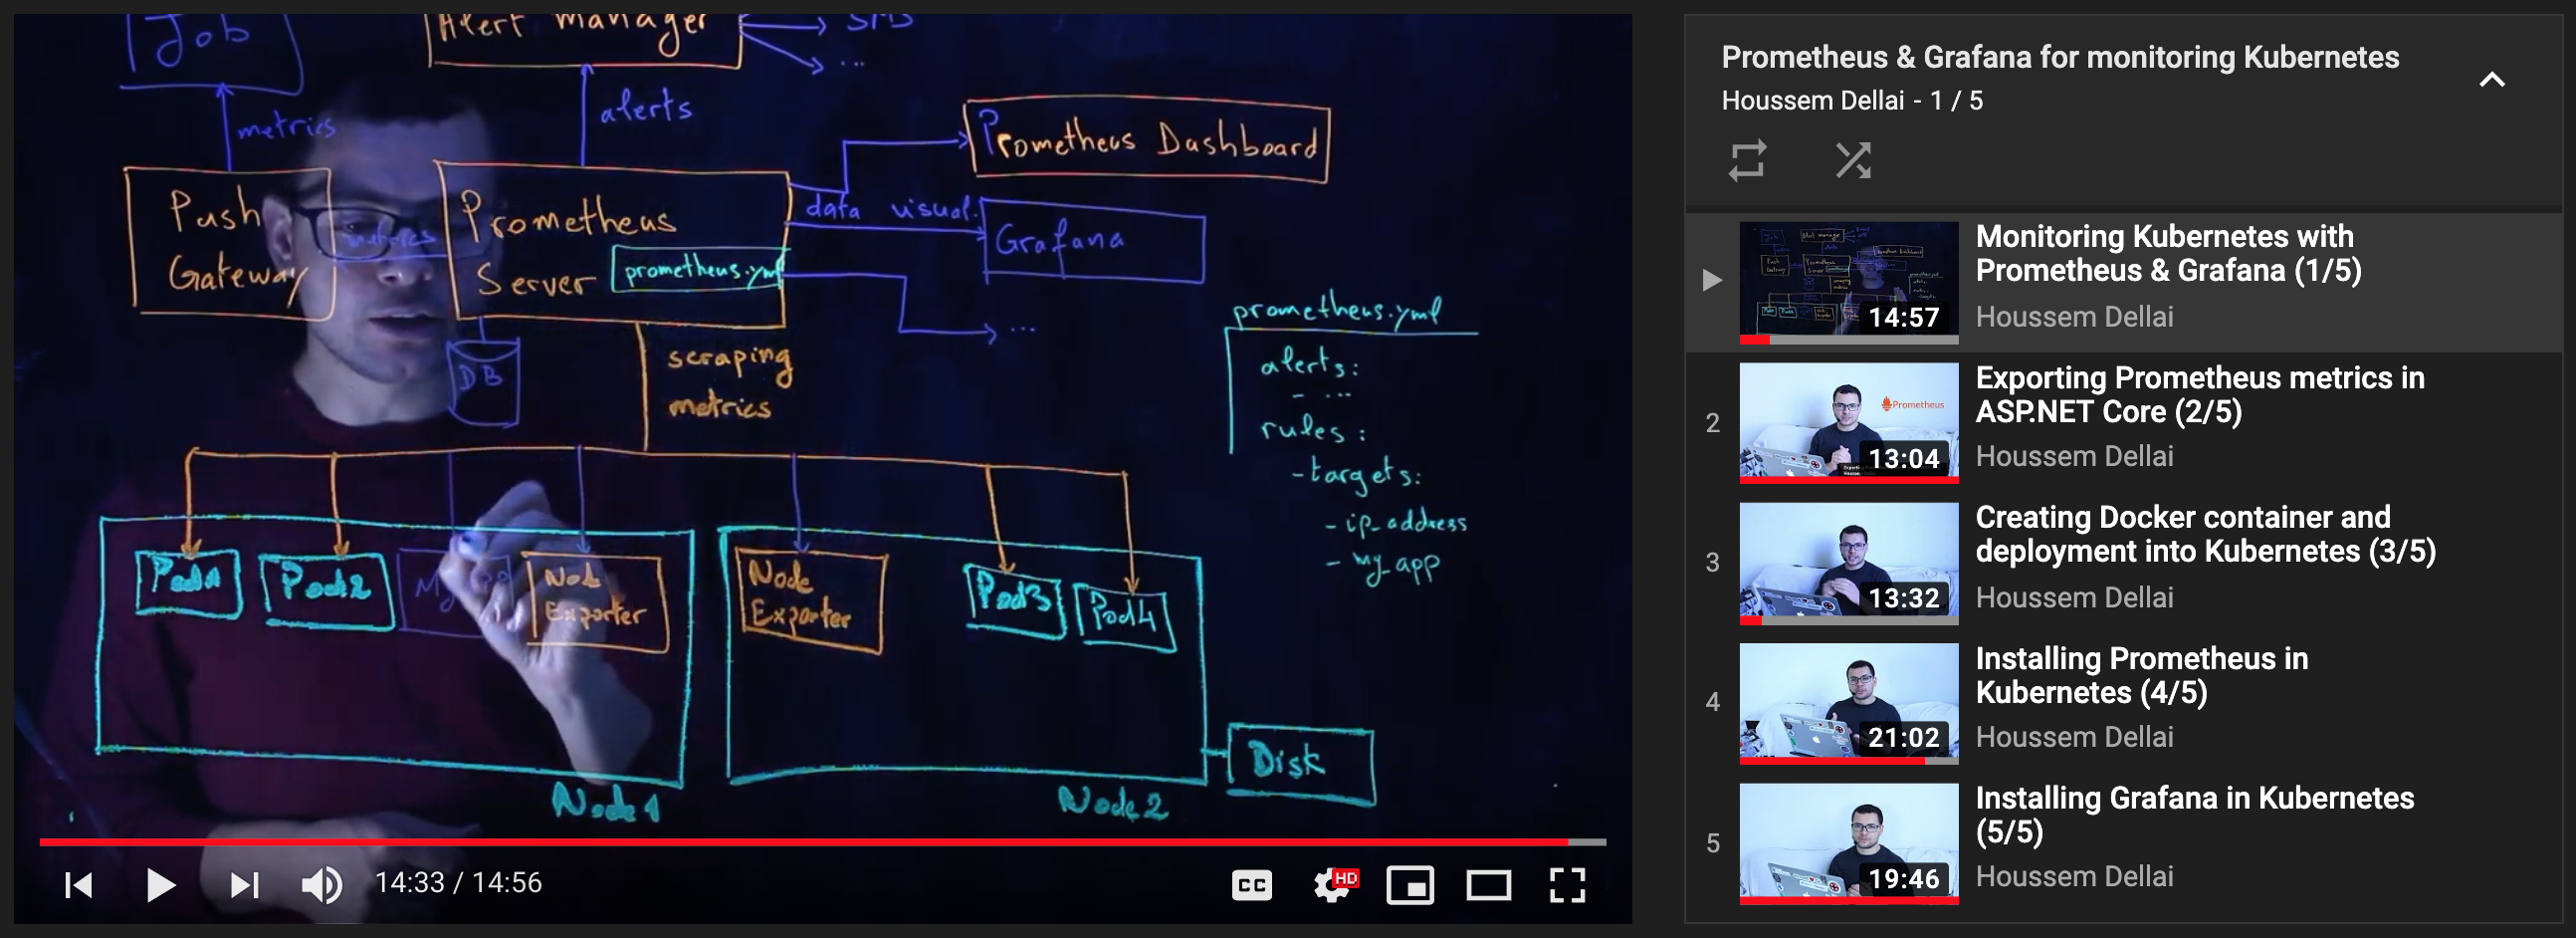 Job
Alert Manager
SMS
...
metrics
alerts
Prometheus Dashboard
Push
Gateway
metrics
Prometheus
Server
prometheus.yml
data visual.
Grafana
...
DB
scraping
metrics
prometheus.yml
alerts:
- ...
rules :
- targets:
- ip_address
- my_app
Pod1
Pod2
Node
Exporter
Node
Exporter
Pod3
Pod4
Node1
Node2
Disk
14:33 / 14:56
CC
HD
Prometheus & Grafana for monitoring Kubernetes
Houssem Dellai - 1 / 5
14:57
Monitoring Kubernetes with
Prometheus & Grafana (1/5)
Houssem Dellai
2
Prometheus
13:04
Exporting Prometheus metrics in
ASP.NET Core (2/5)
Houssem Dellai
3
13:32
Creating Docker container and
deployment into Kubernetes (3/5)
Houssem Dellai
4
21:02
Installing Prometheus in
Kubernetes (4/5)
Houssem Dellai
5
19:46
Installing Grafana in Kubernetes
(5/5)
Houssem Dellai